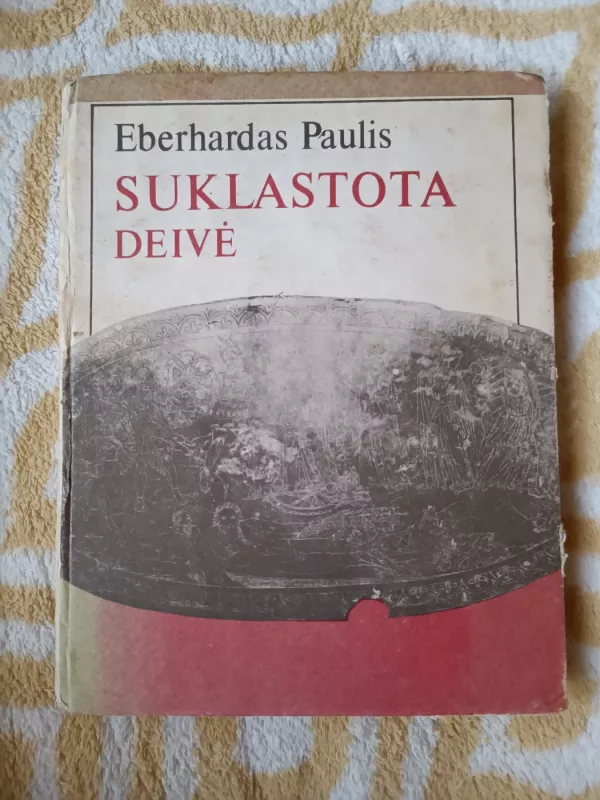 Eberhardas Paulis
SUKLASTOTA
DEIVĖ